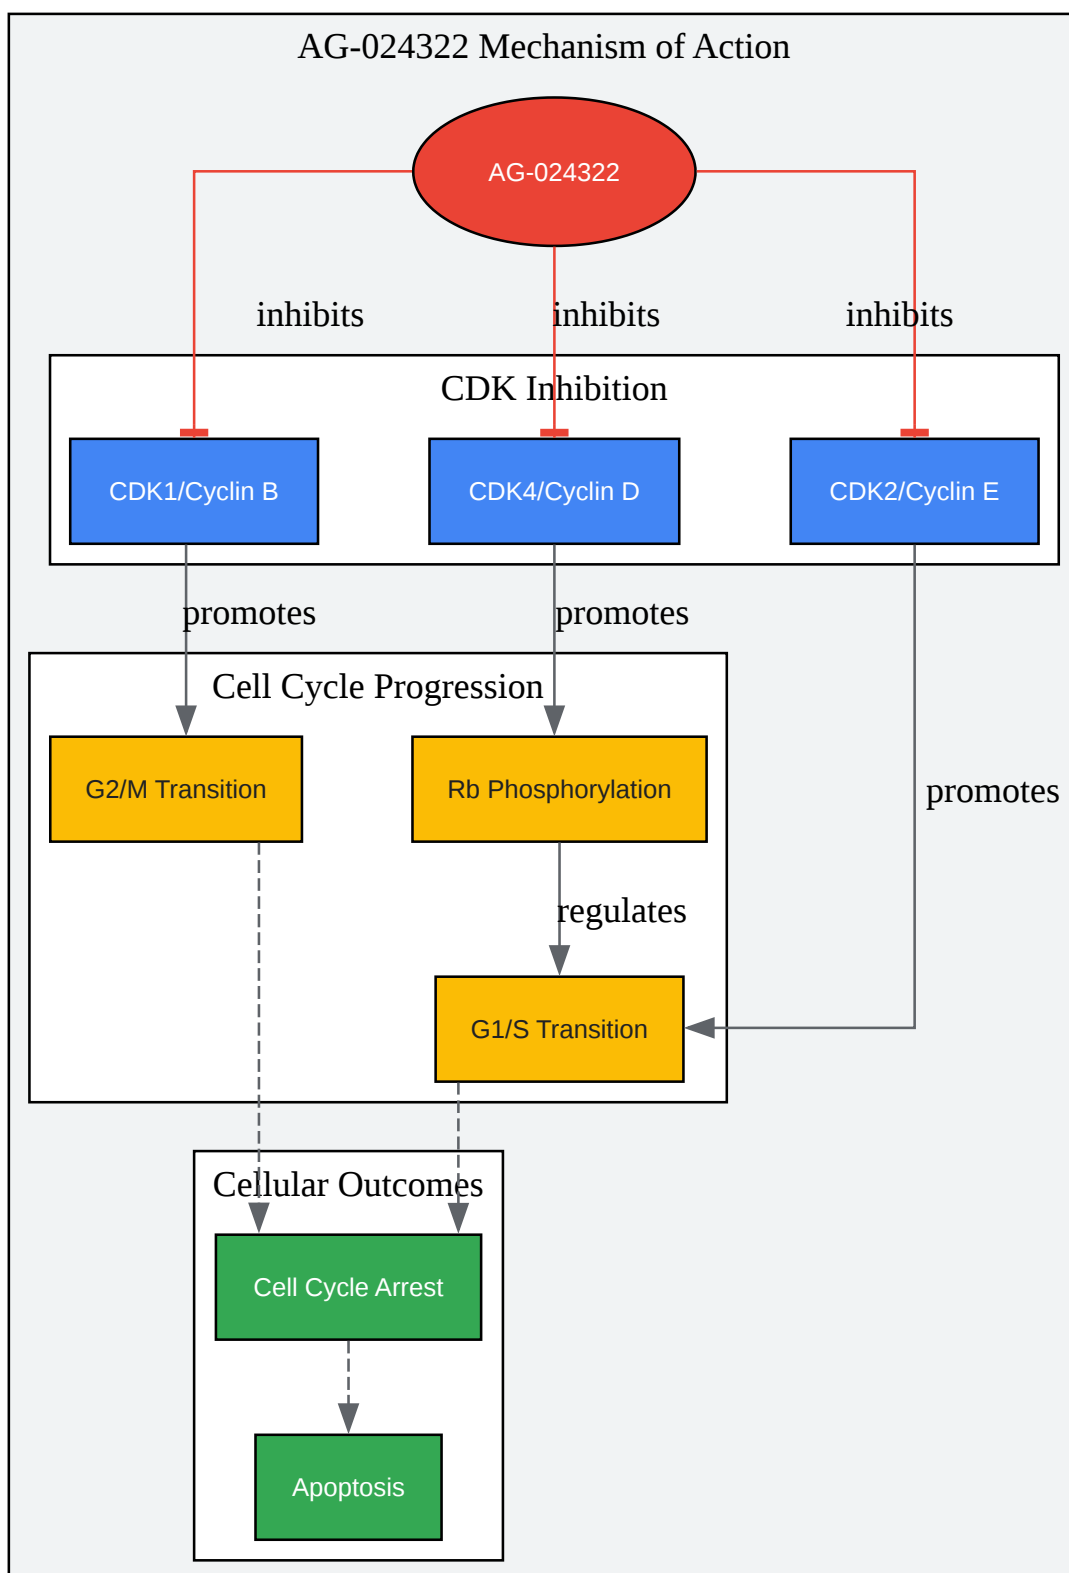 AG-024322 Mechanism of Action
AG-024322
inhibits
inhibits
inhibits
CDK Inhibition
CDK1/Cyclin B
CDK4/Cyclin D
CDK2/Cyclin E
promotes
promotes
Cell Cycle Progression
G2/M Transition
Rb Phosphorylation
promotes
regulates
G1/S Transition
Cellular Outcomes
Cell Cycle Arrest
Apoptosis